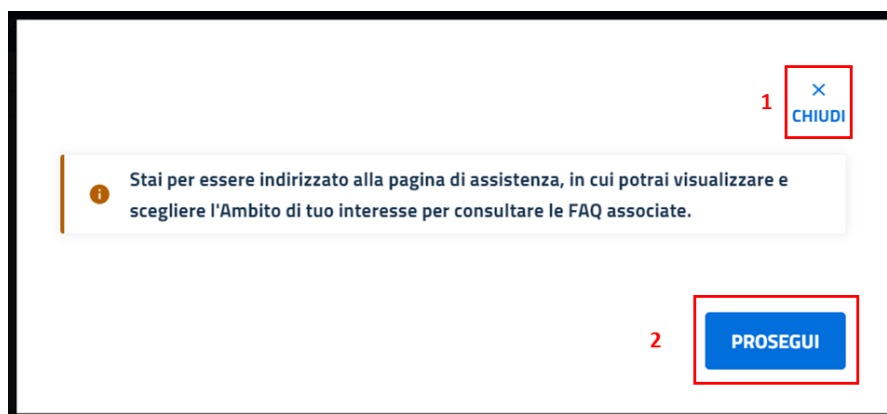 1
×
CHIUDI
Stai per essere indirizzato alla pagina di assistenza, in cui potrai visualizzare e
scegliere l'Ambito di tuo interesse per consultare le FAQ associate.
2
PROSEGUI